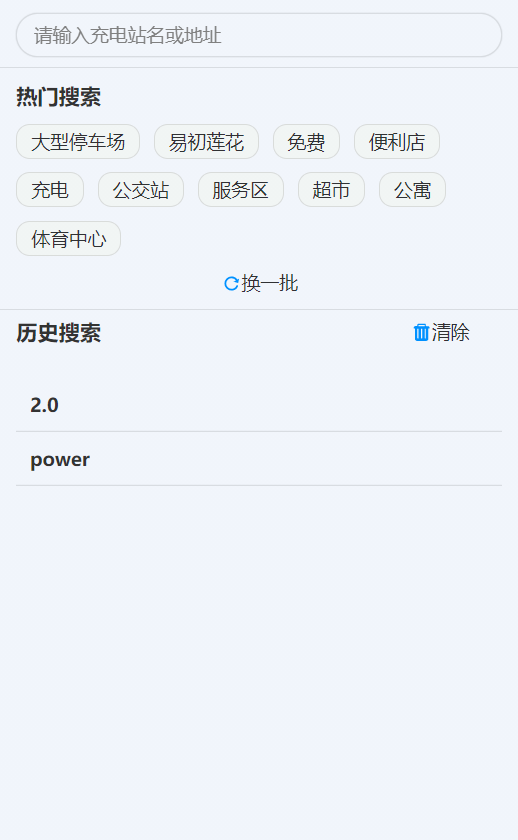 请输入充电站名或地址
热门搜索
大型停车场 易初莲花 免费 便利店
充电 公交站 服务区 超市 公寓
体育中心
换一批
历史搜索 清除
2.0
power